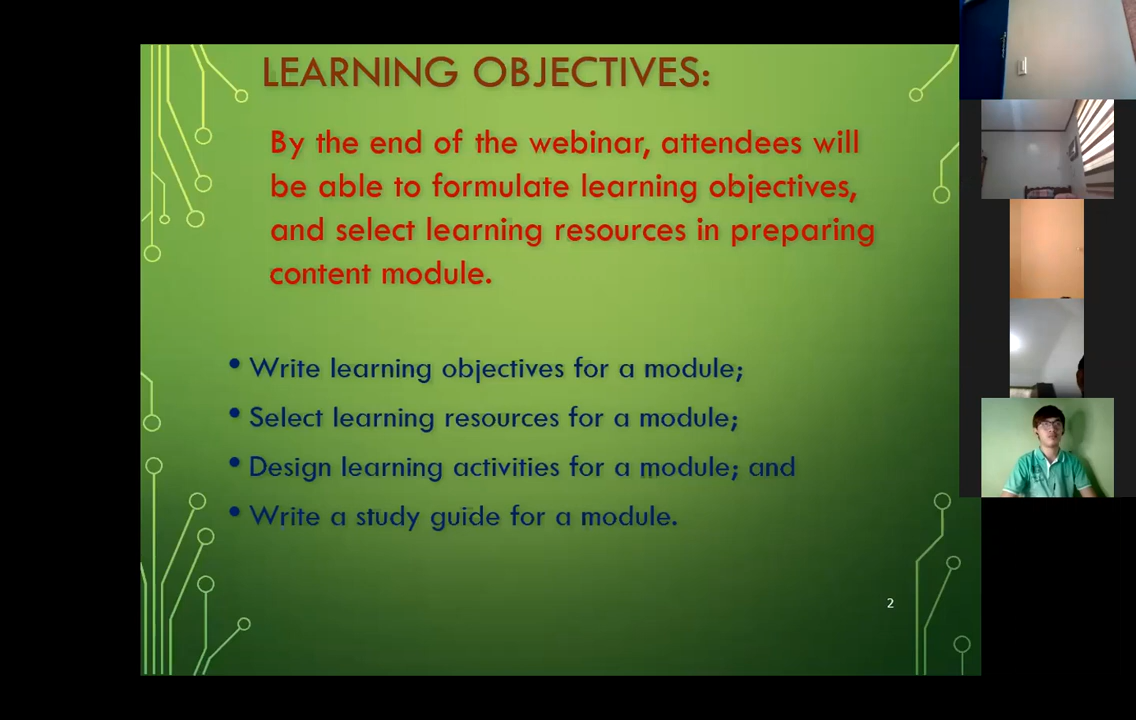 LEARNING OBJECTIVES:
By the end of the webinar, attendees will
be able to formulate learning objectives,
and select learning resources in preparing
content module.
• Write learning objectives for a module;
• Select learning resources for a module;
• Design learning activities for a module; and
• Write a study guide for a module.
2